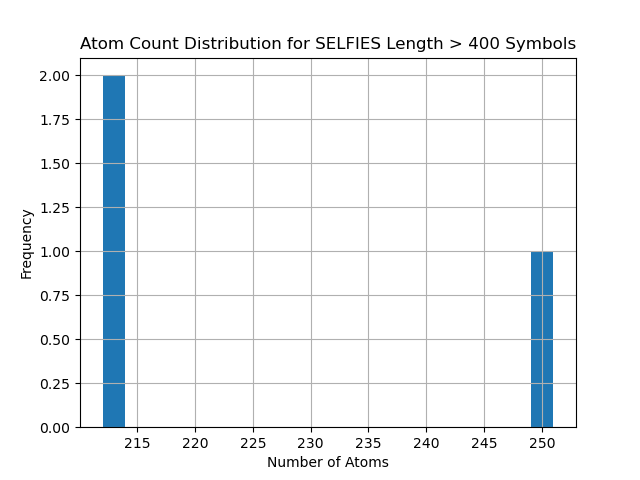 Atom Count Distribution for SELFIES Length > 400 Symbols
2.00
1.75
1.50
1.25
1.00
0.75
0.50
0.25
0.00
Frequency
215 220 225 230 235 240 245 250
Number of Atoms